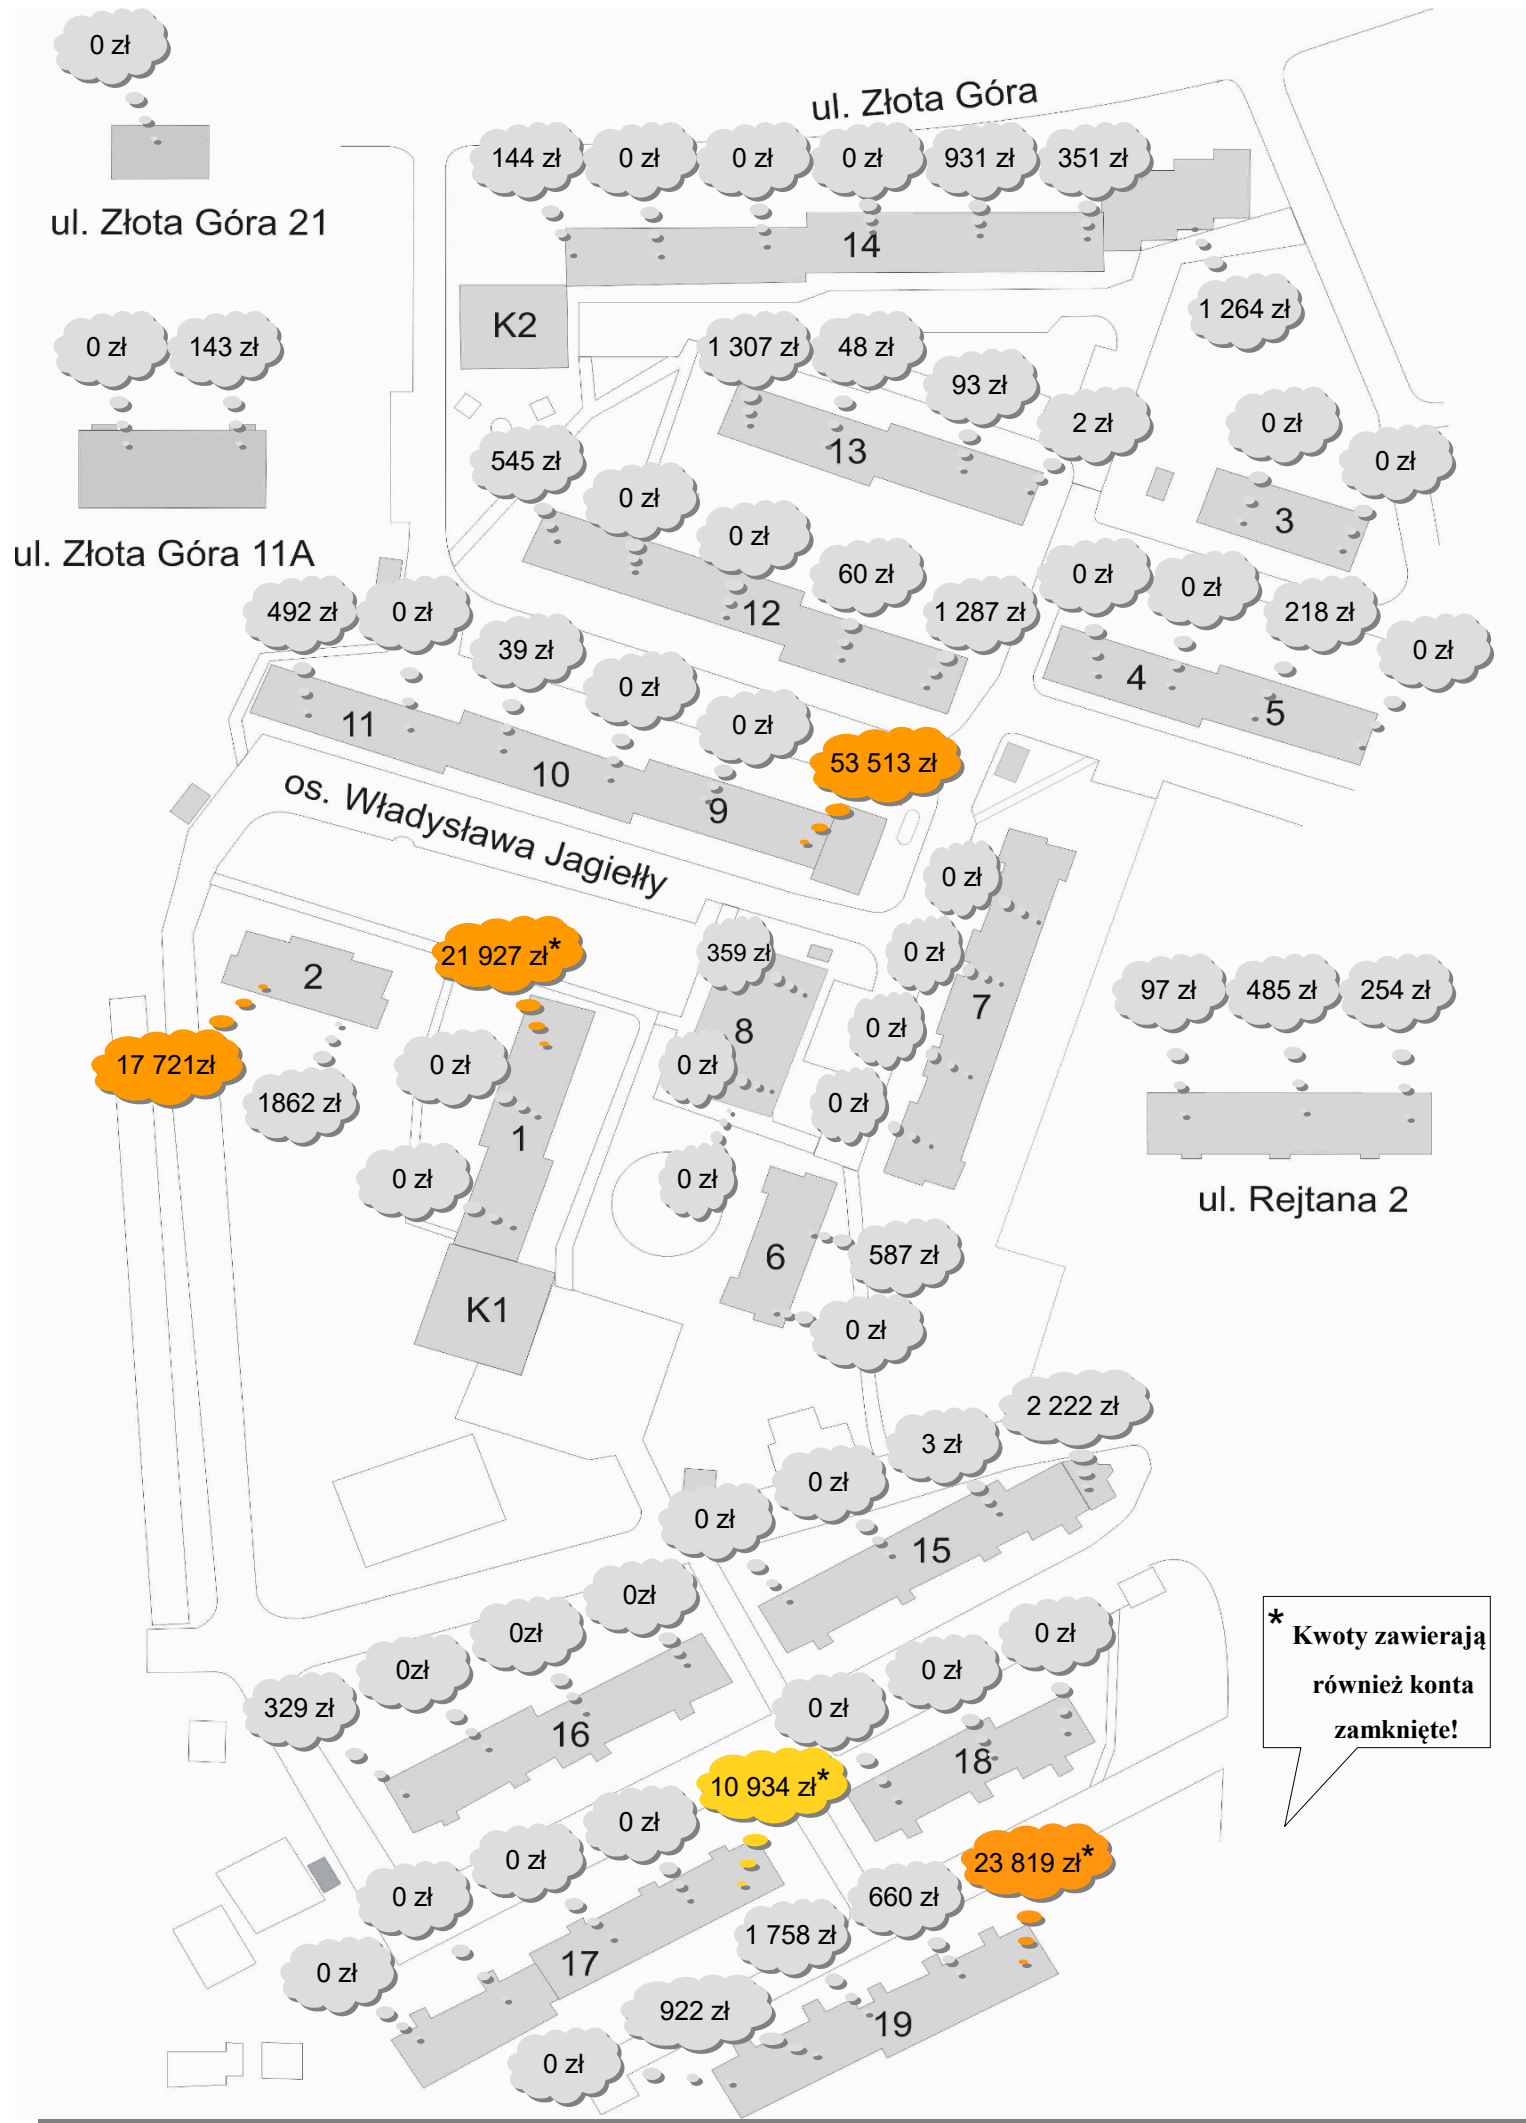 0 zł
ul. Złota Góra 21
ul. Złota Góra
144 zł 0 zł 0 zł 0 zł 931 zł 351 zł
14
1 264 zł
K2
0 zł 143 zł
ul. Złota Góra 11A
1 307 zł 48 zł
93 zł
2 zł
13
0 zł
0 zł
3
545 zł
0 zł
0 zł
60 zł
1 287 zł
12
0 zł
0 zł
218 zł
0 zł
4
5
492 zł 0 zł
39 zł
0 zł
0 zł
53 513 zł
11
10
9
os. Władysława Jagiełły
0 zł
0 zł
0 zł
0 zł
7
21 927 zł*
2
17 721zł
1862 zł
0 zł
0 zł
1
K1
359 zł
8
0 zł
0 zł
6
587 zł
0 zł
97 zł 485 zł 254 zł
ul. Rejtana 2
2 222 zł
3 zł
0 zł
0 zł
15
0zł
0zł
0zł
329 zł
16
0 zł
0 zł
0 zł
18
* Kwoty zawierają
również konta
zamknięte!
10 934 zł*
0 zł
0 zł
0 zł
0 zł
17
23 819 zł*
660 zł
1 758 zł
922 zł
0 zł
19